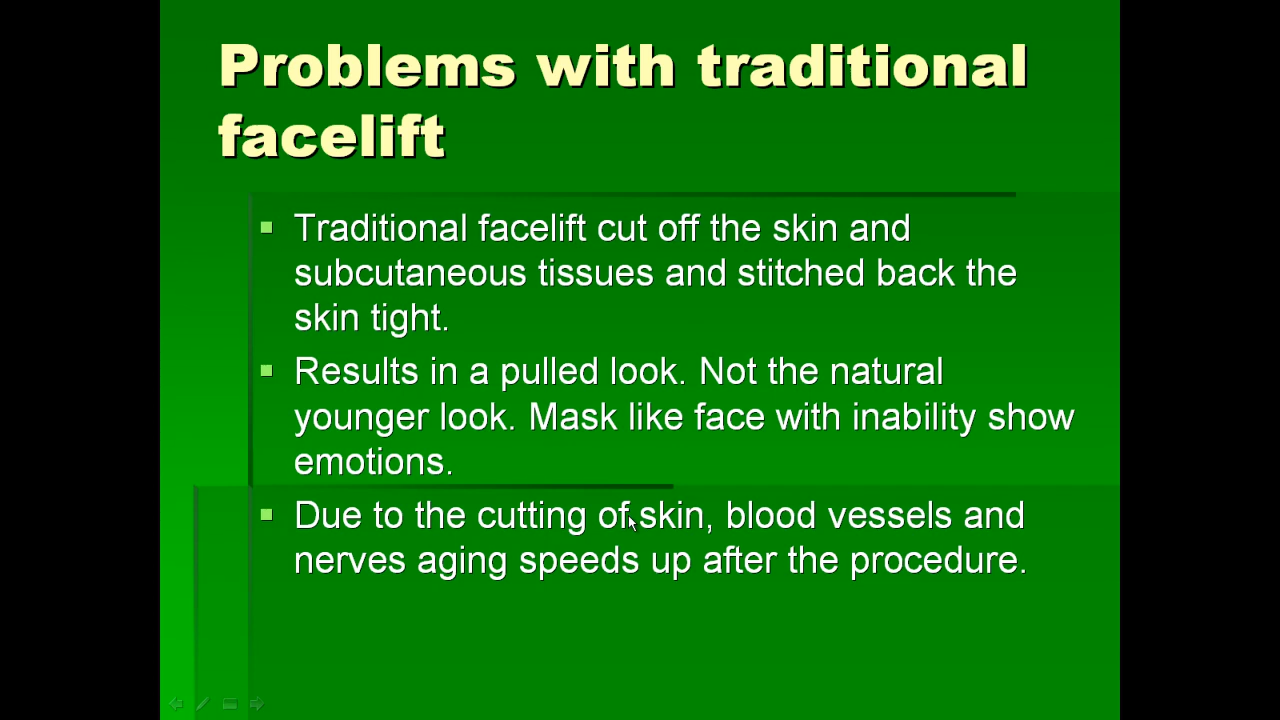 Problems with traditional
facelift
Traditional facelift cut off the skin and
subcutaneous tissues and stitched back the
skin tight.
Results in a pulled look. Not the natural
younger look. Mask like face with inability show
emotions.
Due to the cutting of skin, blood vessels and
nerves aging speeds up after the procedure.